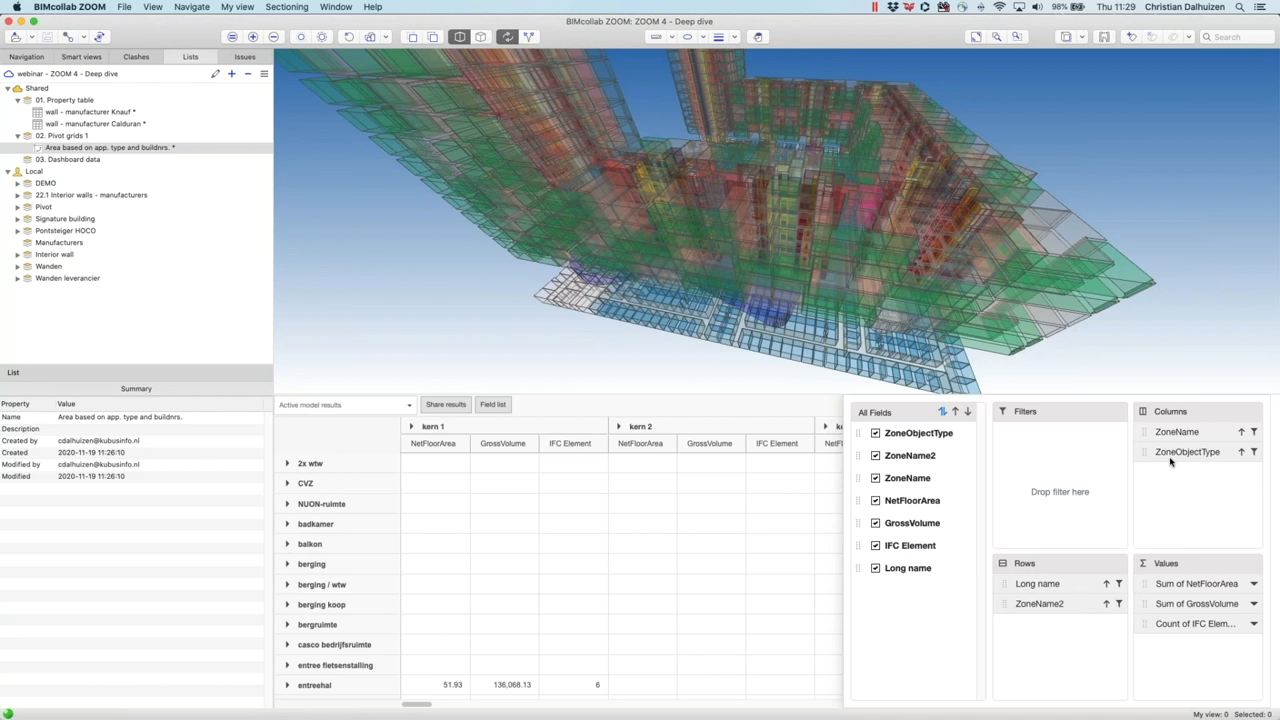 BIMcollab ZOOM File View Navigate My view Sectioning Window Help 98% Thu 11:29 Christian Dalhuizen
BIMcollab ZOOM: ZOOM 4 - Deep dive
Search
Navigation Smart views Clashes Lists Issues
webinar - ZOOM 4 - Deep dive
Shared
01. Property table
wall - manufacturer Knauf *
wall - manufacturer Calduran *
02. Pivot grids 1
Area based on app. type and buildnrs. *
03. Dashboard data
Local
DEMO
22.1 Interior walls - manufacturers
Pivot
Signature building
Pontsteiger HOCO
Manufacturers
Interior wall
Wanden
Wanden leverancier
List
Summary
Property Value
Name Area based on app. type and buildnrs.
Description
Created by cdalhuizen@kubusinfo.nl
Created 2020-11-19 11:26:10
Modified by cdalhuizen@kubusinfo.nl
Modified 2020-11-19 11:26:10
Active model results Share results Field list
kern 1 kern 2
NetFloorArea GrossVolume IFC Element NetFloorArea GrossVolume IFC Element
2x wtw
CVZ
NUON-ruimte
badkamer
balkon
berging
berging / wtw
berging koop
bergruimte
casco bedrijfsruimte
entree fietsenstalling
entreehal 51.93 136,068.13 6
All Fields
ZoneObjectType
ZoneName2
ZoneName
NetFloorArea
GrossVolume
IFC Element
Long name
Filters
Drop filter here
Columns
ZoneName
ZoneObjectType
Rows
Long name
ZoneName2
Values
Sum of NetFloorArea
Sum of GrossVolume
Count of IFC Elem...
My view: 0 Selected: 0